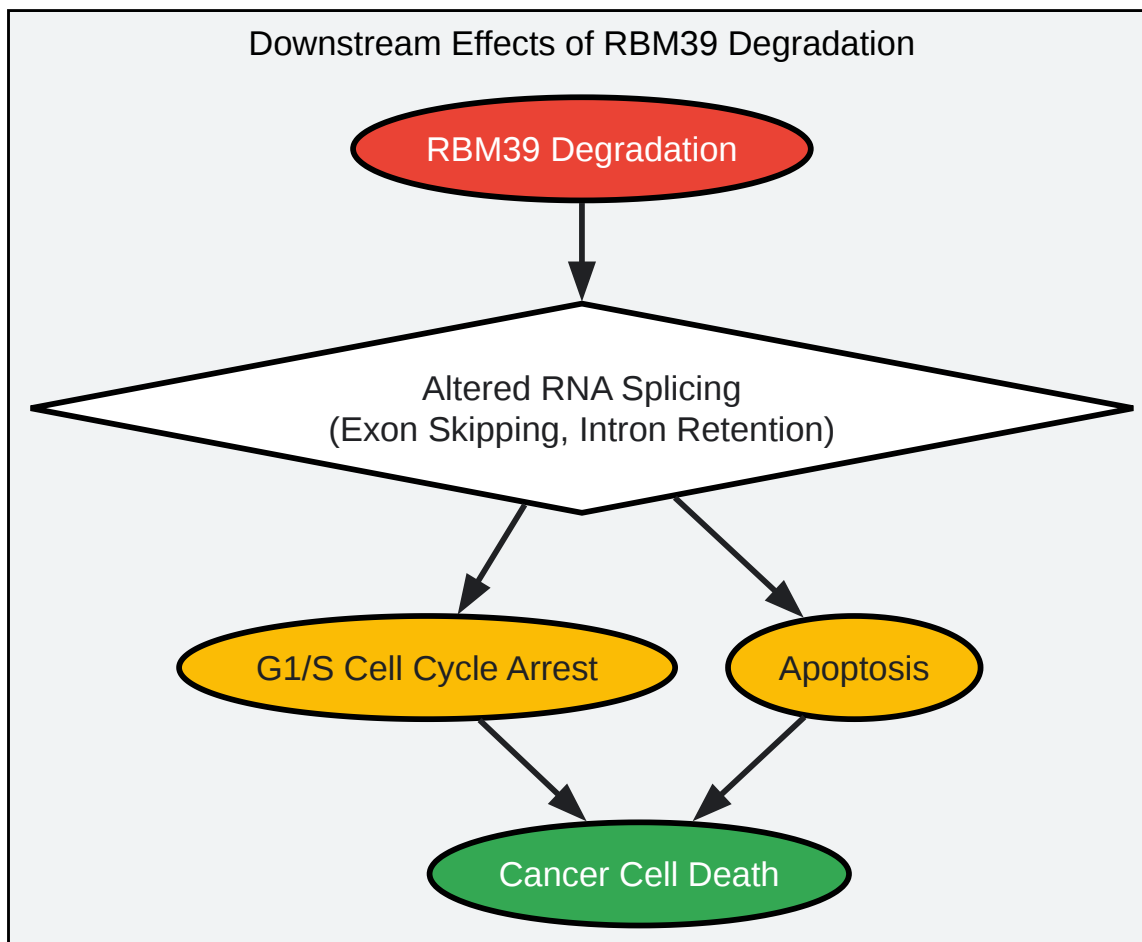 Downstream Effects of RBM39 Degradation
RBM39 Degradation
Altered RNA Splicing
(Exon Skipping, Intron Retention)
G1/S Cell Cycle Arrest
Apoptosis
Cancer Cell Death